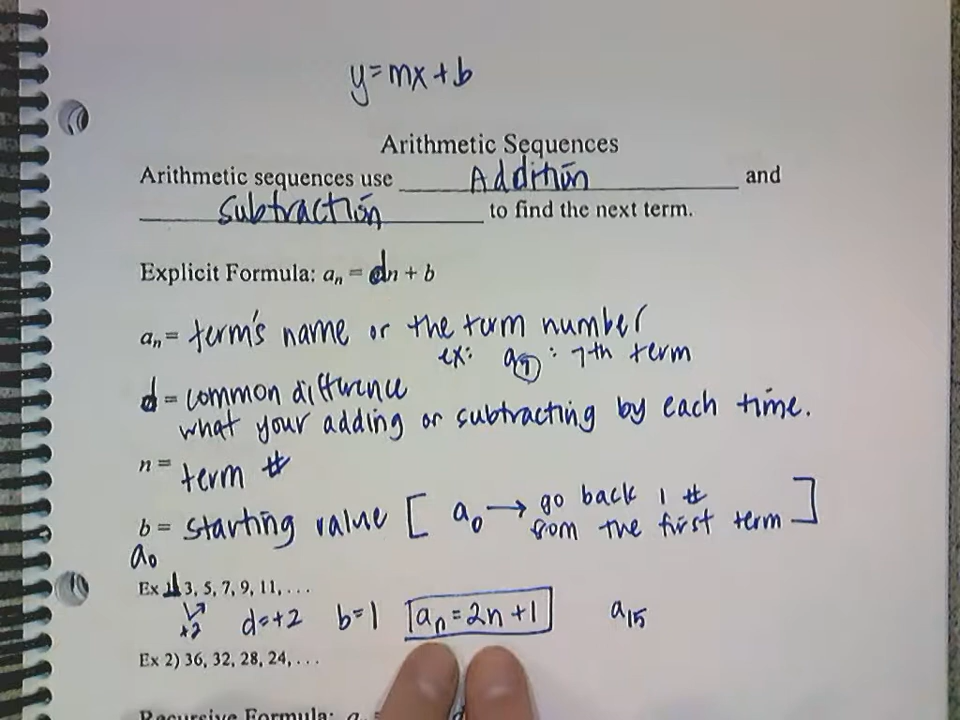 y=mx+b
Arithmetic Sequences
Arithmetic sequences use Addition and
Subtraction to find the next term.
Explicit Formula: aₙ = dn + b
aₙ = term's name or the term number
ex: a₇ : 7th term
d = common difference
what your adding or subtracting by each time.
n = term #
b = starting value [ a₀ → go back 1 #
from the first term ]
a₀
Ex 3, 5, 7, 9, 11, . . .
+2 d=+2 b=1 aₙ=2n+1 a₁₅
Ex 2) 36, 32, 28, 24, . . .
Recursive Formula: a